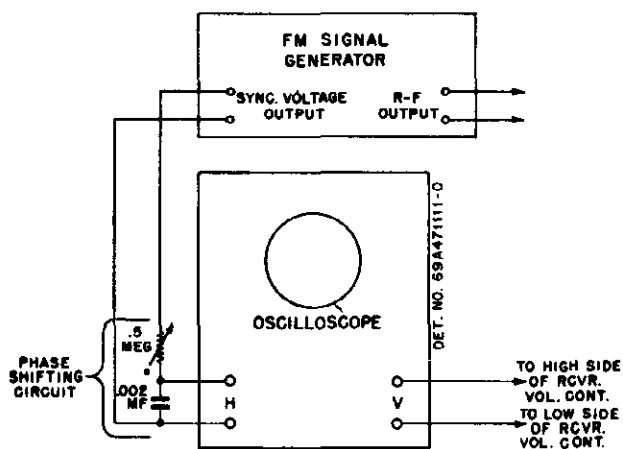 FM SIGNAL
GENERATOR
SYNC. VOLTAGE
OUTPUT
R-F
OUTPUT
DET. NO. 69A471111-0
OSCILLOSCOPE
.5
MEG
.002
MF
PHASE
SHIFTING
CIRCUIT
H
V
TO HIGH SIDE
OF RCVR.
VOL. CONT.
TO LOW SIDE
OF RCVR.
VOL. CONT.